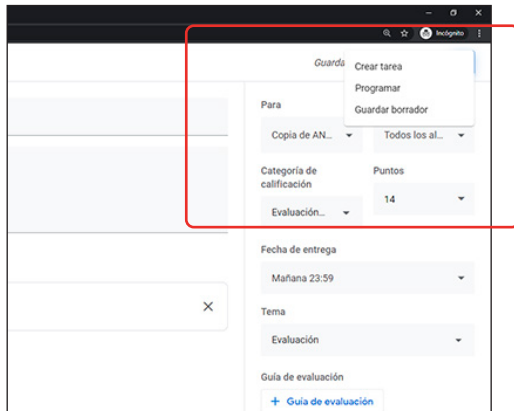 Incógnito
Guarda
Crear tarea
Programar
Guardar borrador
Para
Copia de AN...
Todos los al...
Categoría de
calificación
Puntos
Evaluación...
14
Fecha de entrega
Mañana 23:59
Tema
Evaluación
Guía de evaluación
+ Guía de evaluación